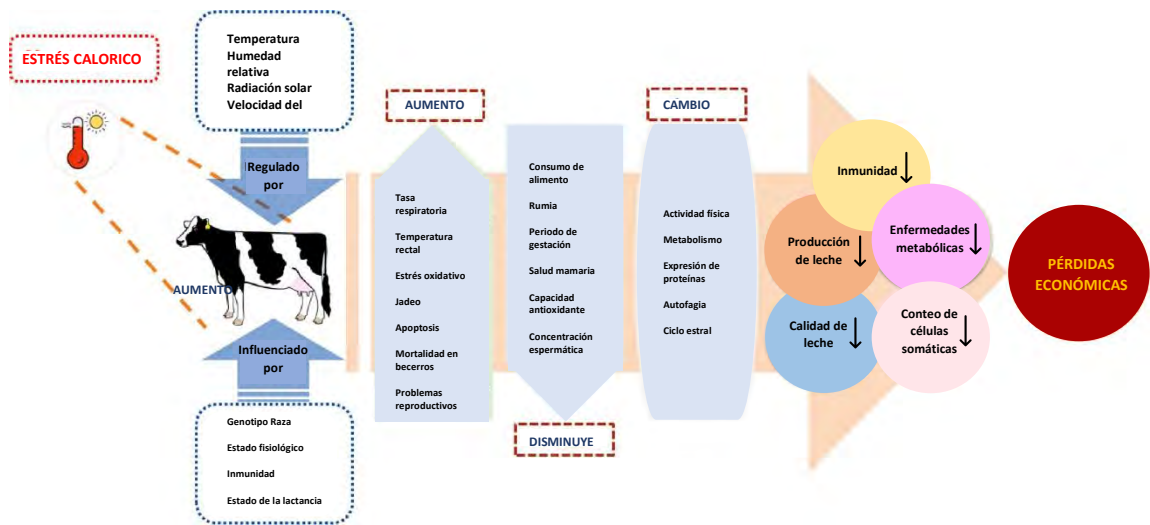 ESTRÉS CALORICO
Temperatura
Humedad
relativa
Radiación solar
Velocidad del
Regulado
por
AUMENTO
Influenciado
por
Genotipo Raza
Estado fisiológico
Inmunidad
Estado de la lactancia
AUMENTO
Tasa
respiratoria
Temperatura
rectal
Estrés oxidativo
Jadeo
Apoptosis
Mortalidad en
becerros
Problemas
reproductivos
Consumo de
alimento
Rumia
Periodo de
gestación
Salud mamaria
Capacidad
antioxidante
Concentración
espermática
DISMINUYE
CAMBIO
Actividad física
Metabolismo
Expresión de
proteínas
Autofagia
Ciclo estral
Inmunidad
Producción
de leche
Enfermedades
metabólicas
Calidad de
leche
Conteo de
células
somáticas
PÉRDIDAS
ECONÓMICAS